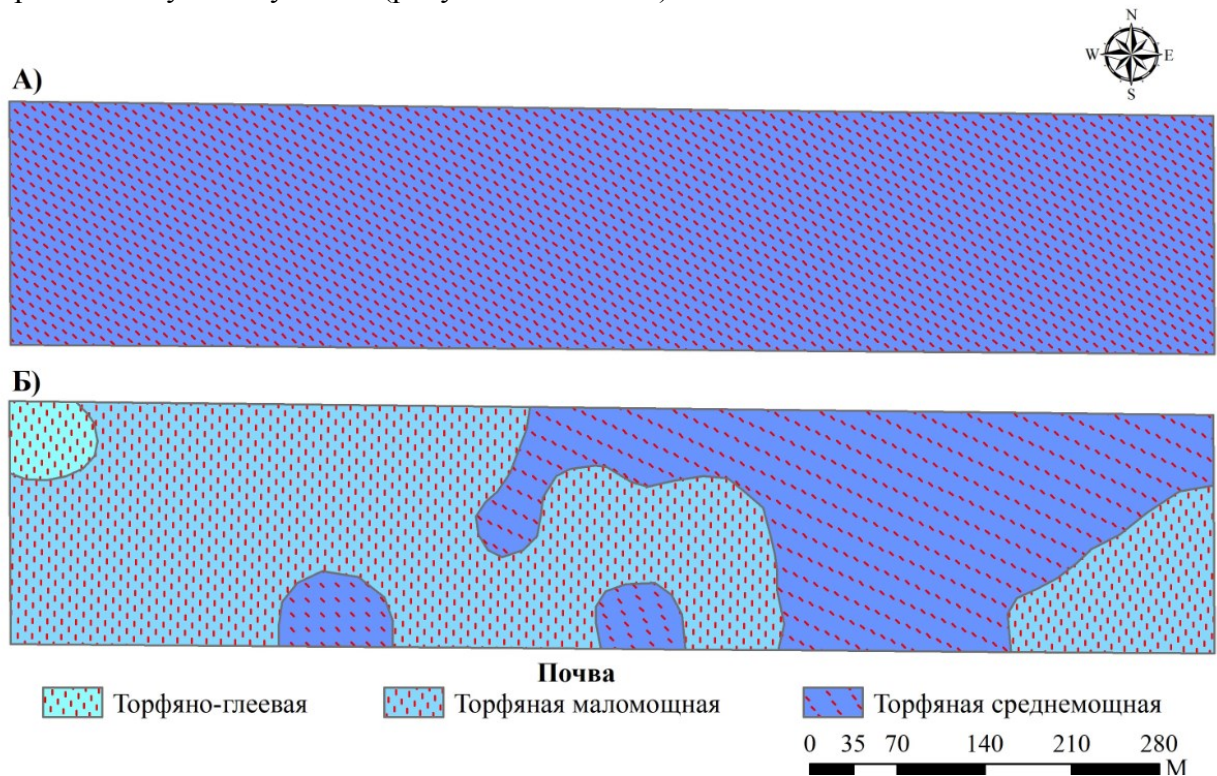 N
W E
S
А)
Б)
Почва
Торфяно-глеевая Торфяная маломощная Торфяная среднемощная
0 35 70 140 210 280
М